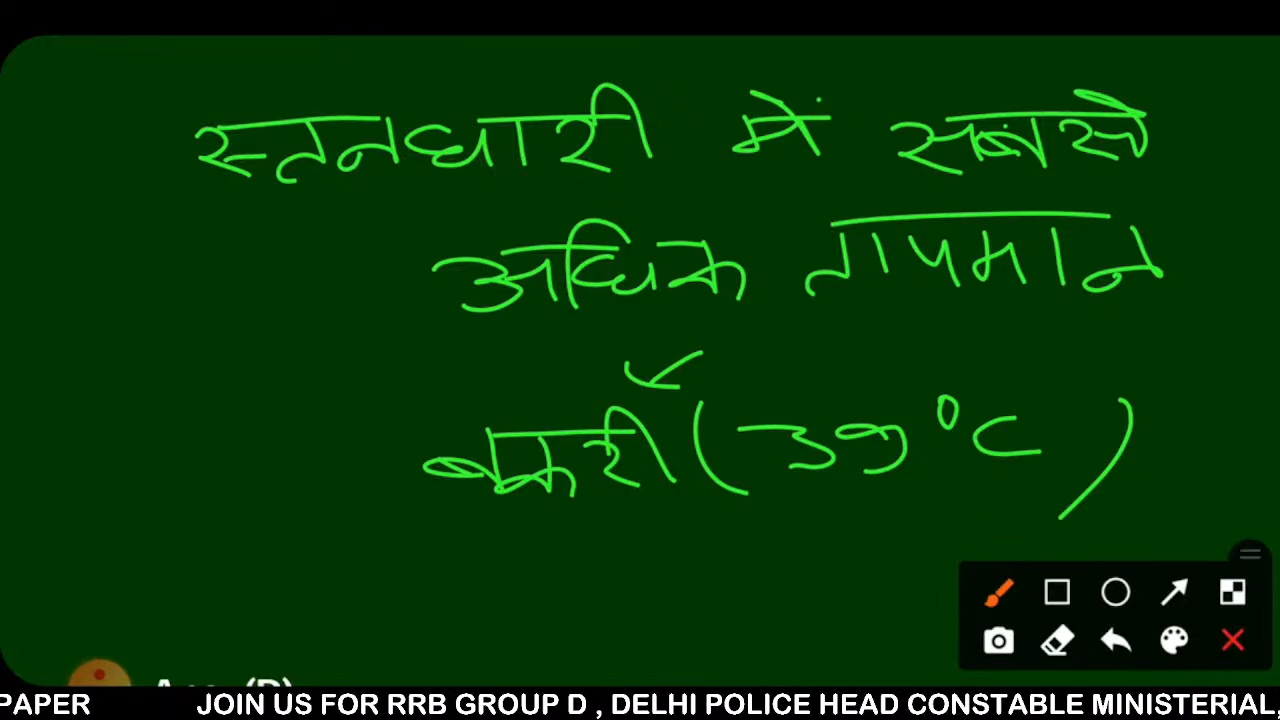 स्तनधारी में सबसे
अधिक तापमान
बकरी (39°C)
PAPER JOIN US FOR RRB GROUP D , DELHI POLICE HEAD CONSTABLE MINISTERIAL,